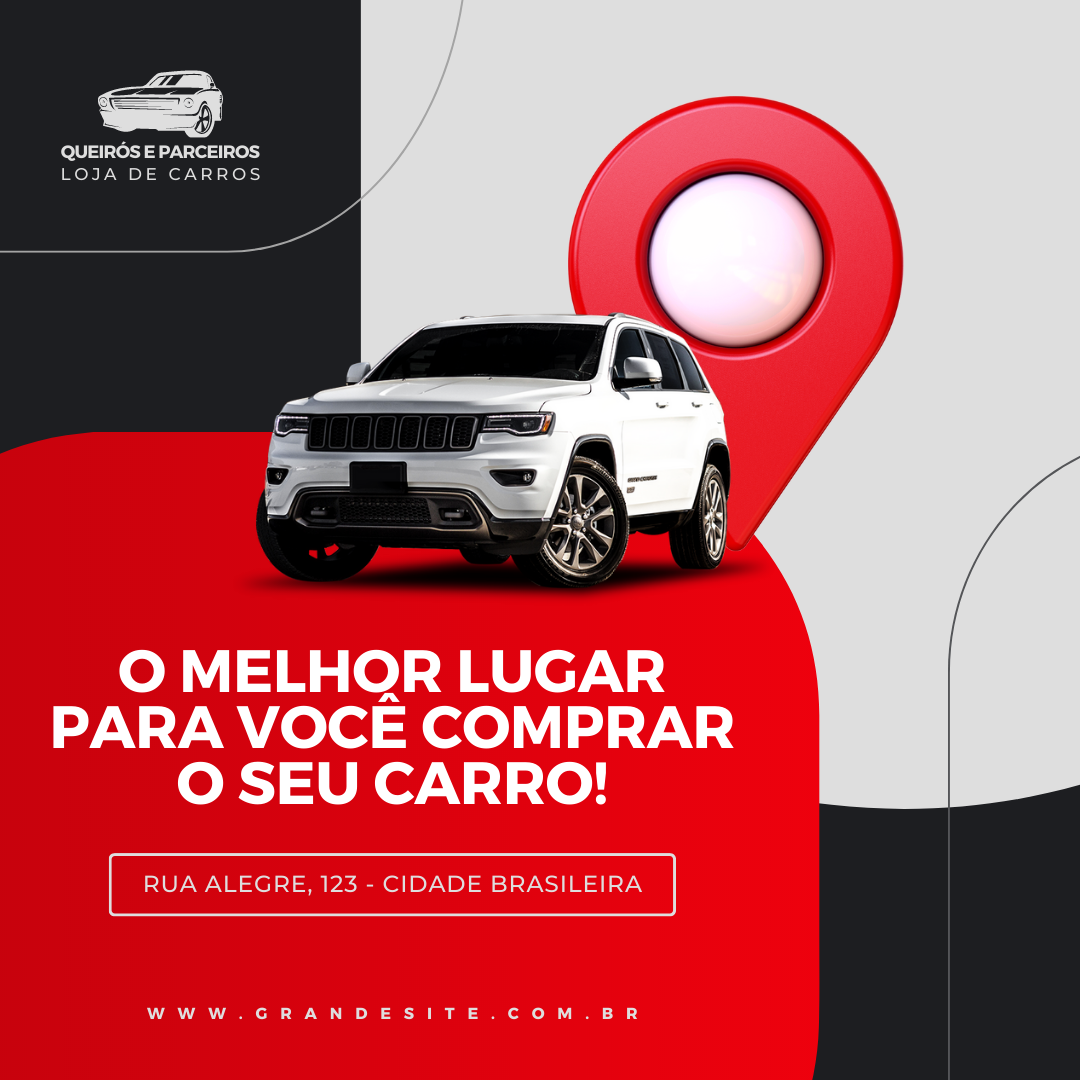 QUEIRÓS E PARCEIROS
LOJA DE CARROS
O MELHOR LUGAR
PARA VOCÊ COMPRAR
O SEU CARRO!
RUA ALEGRE, 123 - CIDADE BRASILEIRA
WWW.GRANDESITE.COM.BR